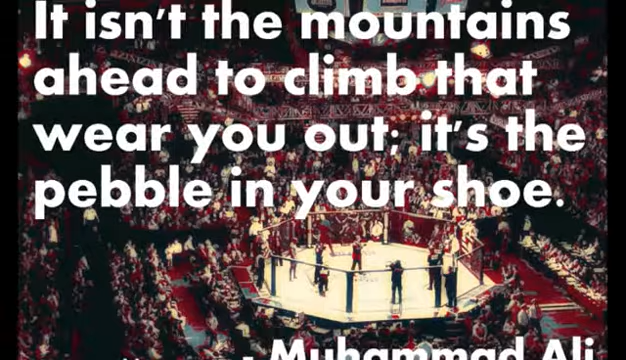 It isn't the mountains
ahead to climb that
wear you out; it's the
pebble in your shoe.
- Muhammad Ali